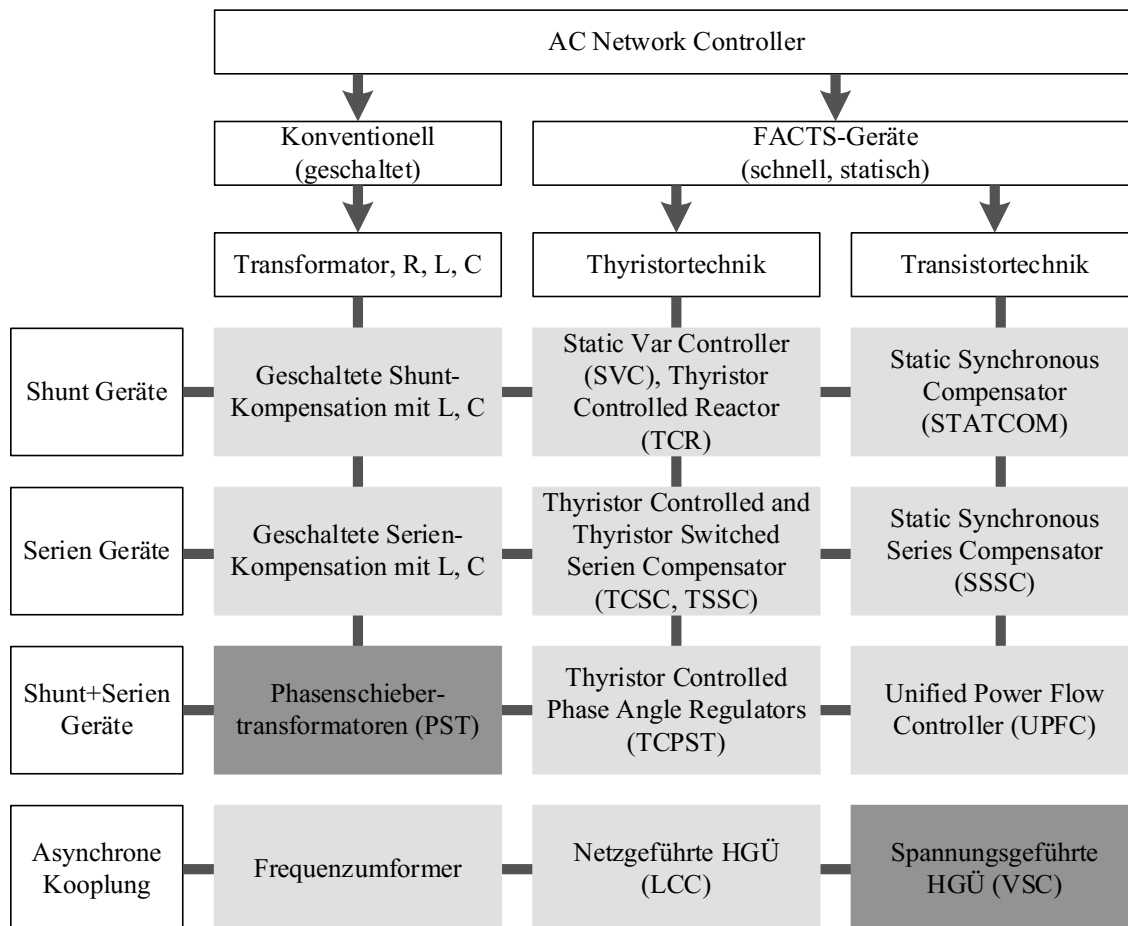 AC Network Controller
Konventionell
(geschaltet)
FACTS-Geräte
(schnell, statisch)
Transformator, R, L, C
Thyristortechnik
Transistortechnik
Shunt Geräte
Geschaltete Shunt-
Kompensation mit L, C
Static Var Controller
(SVC), Thyristor
Controlled Reactor
(TCR)
Static Synchronous
Compensator
(STATCOM)
Serien Geräte
Geschaltete Serien-
Kompensation mit L, C
Thyristor Controlled and
Thyristor Switched
Serien Compensator
(TCSC, TSSC)
Static Synchronous
Series Compensator
(SSSC)
Shunt+Serien
Geräte
Phasenschieber-
transformatoren (PST)
Thyristor Controlled
Phase Angle Regulators
(TCPST)
Unified Power Flow
Controller (UPFC)
Asynchrone
Kooplung
Frequenzumformer
Netzgeführte HGÜ
(LCC)
Spannungsgeführte
HGÜ (VSC)